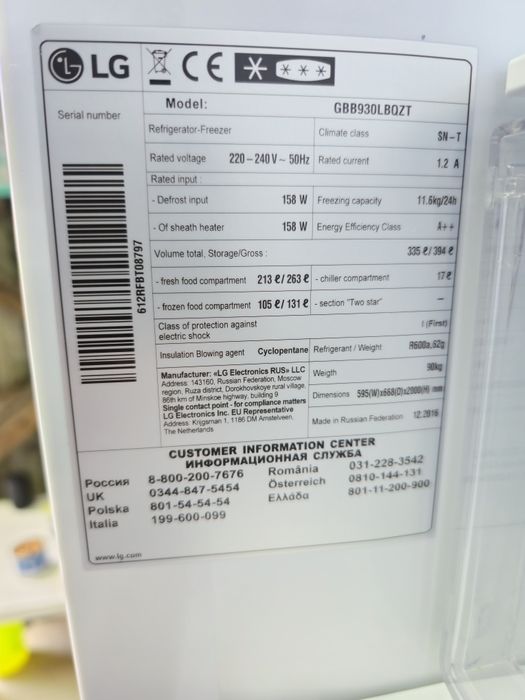 LG CE
Serial number
612RFBT08797
Model: GBB930LBQZT
Refrigerator-Freezer Climate class SN-T
Rated voltage 220-240 V ~ 50Hz Rated current 1.2 A
Rated input :
- Defrost input 158 W Freezing capacity 11.6kg/24h
- Of sheath heater 158 W Energy Efficiency Class A++
Volume total, Storage/Gross : 335 ℓ/ 394 ℓ
- fresh food compartment 213 ℓ/ 263 ℓ - chiller compartment 17 ℓ
- frozen food compartment 105 ℓ/ 131 ℓ - section "Two star" –
Class of protection against
electric shock I (First)
Insulation Blowing agent Cyclopentane Refrigerant / Weight R600a, 62g
Manufacturer: «LG Electronics RUS» LLC
Address: 143160, Russian Federation, Moscow
region, Ruza district, Dorokhovskoye rural village,
86th km of Minskoe highway, building 9
Single contact point - for compliance matters
LG Electronics Inc. EU Representative
Address: Krijgsman 1, 1186 DM Amstelveen,
The Netherlands
Weigth 90kg
Dimensions 595(W)x668(D)x2000(H) mm
Made in Russian Federation 12.2016
CUSTOMER INFORMATION CENTER
ИНФОРМАЦИОННАЯ СЛУЖБА
Россия 8-800-200-7676 România 031-228-3542
UK 0344-847-5454 Österreich 0810-144-131
Polska 801-54-54-54 Ελλάδα 801-11-200-900
Italia 199-600-099
www.lg.com